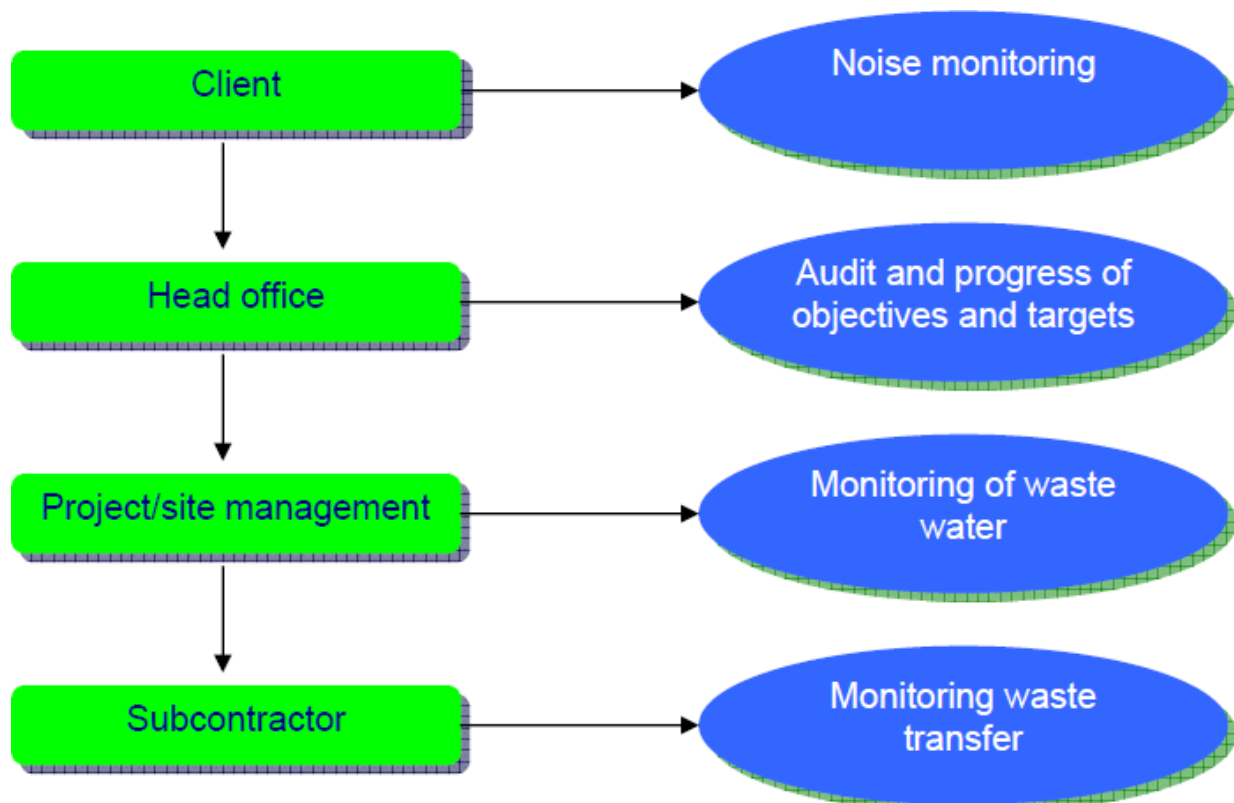 Client
Noise monitoring
Head office
Audit and progress of
objectives and targets
Project/site management
Monitoring of waste
water
Subcontractor
Monitoring waste
transfer